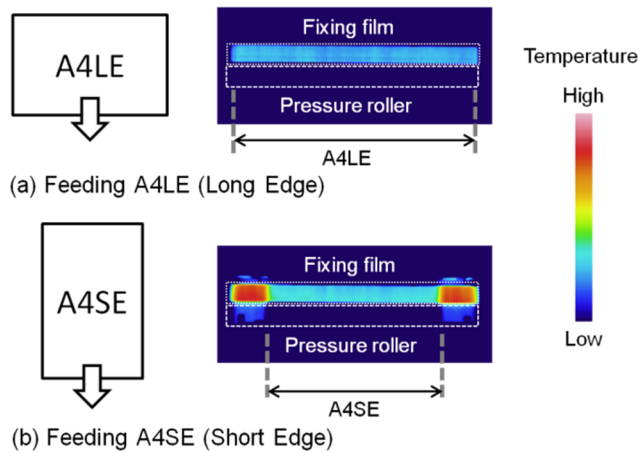 A4LE
Fixing film
Pressure roller
A4LE
(a) Feeding A4LE (Long Edge)
A4SE
Fixing film
Pressure roller
A4SE
(b) Feeding A4SE (Short Edge)
Temperature
High
Low